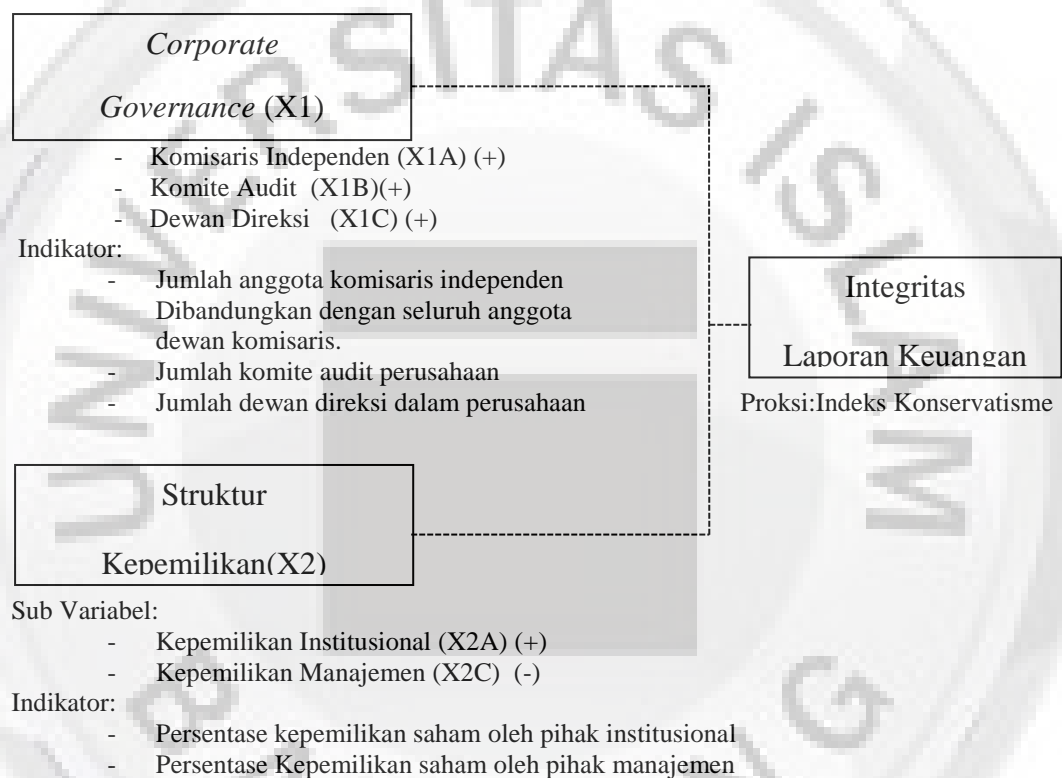 Corporate
Governance (X1)
- Komisaris Independen (X1A) (+)
- Komite Audit (X1B)(+)
- Dewan Direksi (X1C) (+)
Indikator:
- Jumlah anggota komisaris independen
Dibandungkan dengan seluruh anggota
dewan komisaris.
- Jumlah komite audit perusahaan
- Jumlah dewan direksi dalam perusahaan
Struktur
Kepemilikan(X2)
Sub Variabel:
- Kepemilikan Institusional (X2A) (+)
- Kepemilikan Manajemen (X2C) (-)
Indikator:
- Persentase kepemilikan saham oleh pihak institusional
- Persentase Kepemilikan saham oleh pihak manajemen
Integritas
Laporan Keuangan
Proksi:Indeks Konservatisme
UNIVERSITAS ISLAM